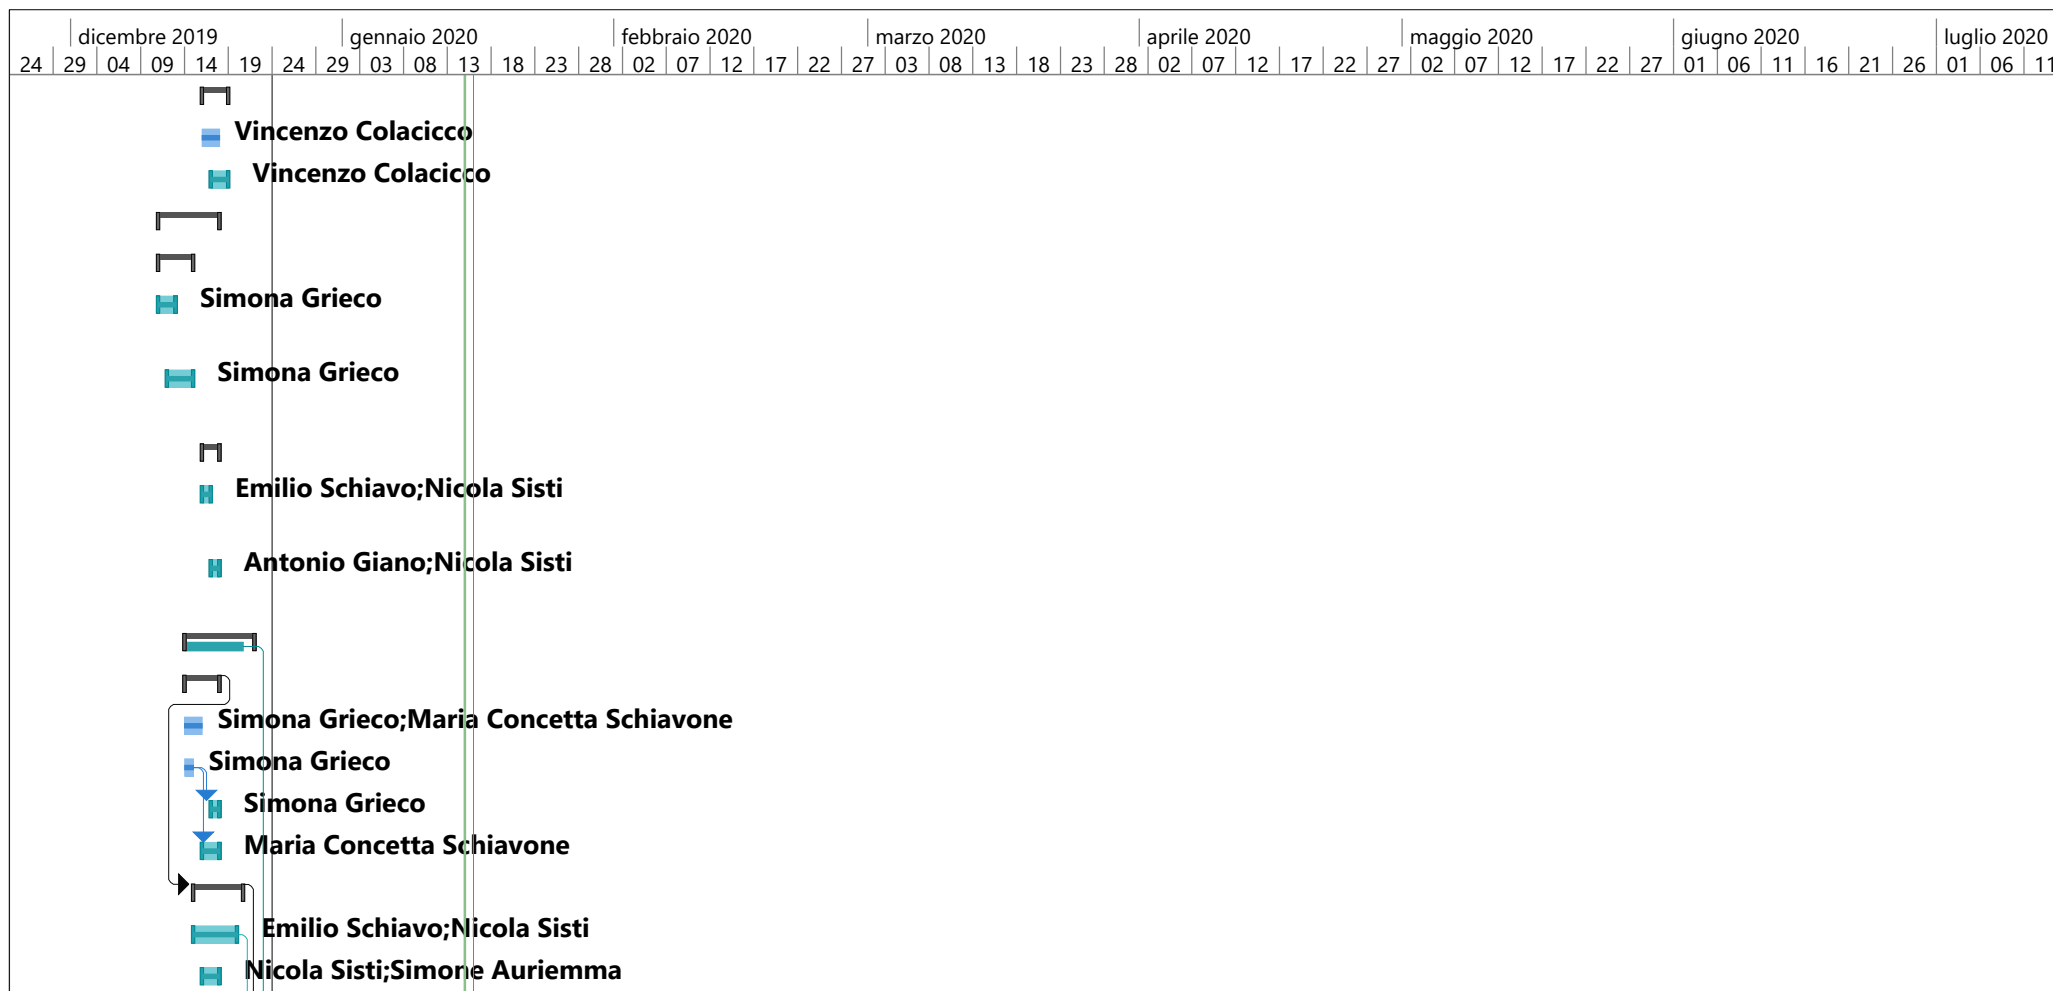 dicembre 2019 gennaio 2020 febbraio 2020 marzo 2020 aprile 2020 maggio 2020 giugno 2020 luglio 2020
24 29 04 09 14 19 24 29 03 08 13 18 23 28 02 07 12 17 22 27 03 08 13 18 23 28 02 07 12 17 22 27 02 07 12 17 22 27 01 06 11 16 21 26 01 06 11
Vincenzo Colacicco
Vincenzo Colacicco
Simona Grieco
Simona Grieco
Emilio Schiavo;Nicola Sisti
Antonio Giano;Nicola Sisti
Simona Grieco;Maria Concetta Schiavone
Simona Grieco
Simona Grieco
Maria Concetta Schiavone
Emilio Schiavo;Nicola Sisti
Nicola Sisti;Simone Auriemma